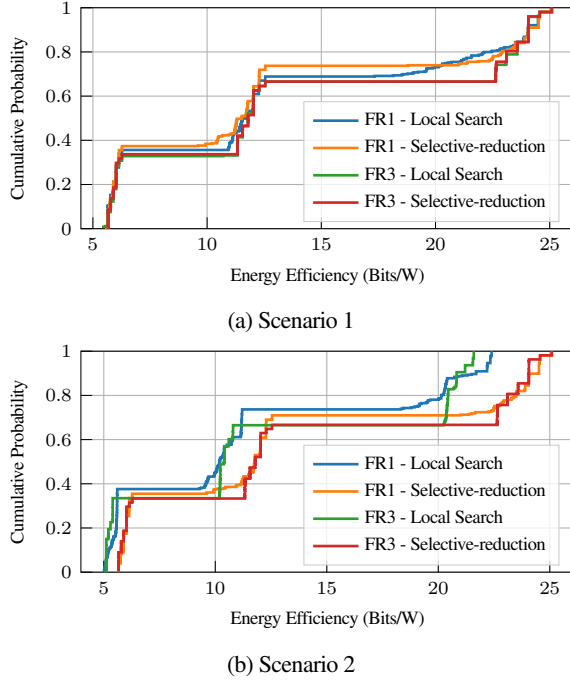 1
0.8
0.6
0.4
0.2
0
Cumulative Probability
FR1 - Local Search
FR1 - Selective-reduction
FR3 - Local Search
FR3 - Selective-reduction
5 10 15 20 25
Energy Efficiency (Bits/W)
(a) Scenario 1
1
0.8
0.6
0.4
0.2
0
Cumulative Probability
FR1 - Local Search
FR1 - Selective-reduction
FR3 - Local Search
FR3 - Selective-reduction
5 10 15 20 25
Energy Efficiency (Bits/W)
(b) Scenario 2